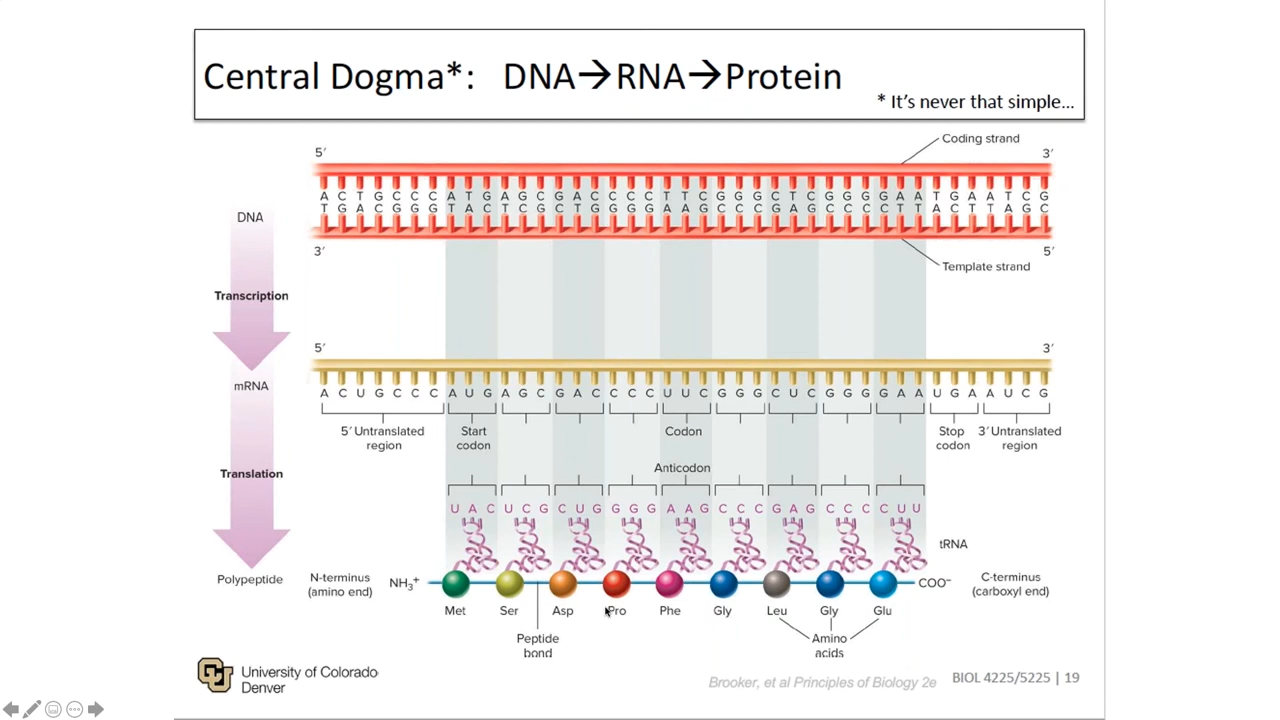 Central Dogma*: DNA→RNA→Protein
* It's never that simple…
Coding strand
5′ 3′
A C T G C C C A T G A G C G A C C C C T T C G G G C T C G G G G A A T G A A T C G
T G A C G G G T A C T C G C T G G G G A A G C C C G A G C C C C T T A C T T A G C
DNA
3′ 5′
Template strand
Transcription
5′ 3′
mRNA
A C U G C C C A U G A G C G A C C C C U U C G G G C U C G G G G A A U G A A U C G
5′ Untranslated
region
Start
codon
Codon
Stop
codon
3′ Untranslated
region
Translation
Anticodon
U A C U C G C U G G G G A A G C C C G A G C C C C U U
tRNA
Polypeptide
N-terminus
(amino end)
NH₃⁺
COO⁻
C-terminus
(carboxyl end)
Met Ser Asp Pro Phe Gly Leu Gly Glu
Peptide
bond
Amino
acids
University of Colorado
Denver
Brooker, et al Principles of Biology 2e
BIOL 4225/5225 | 19